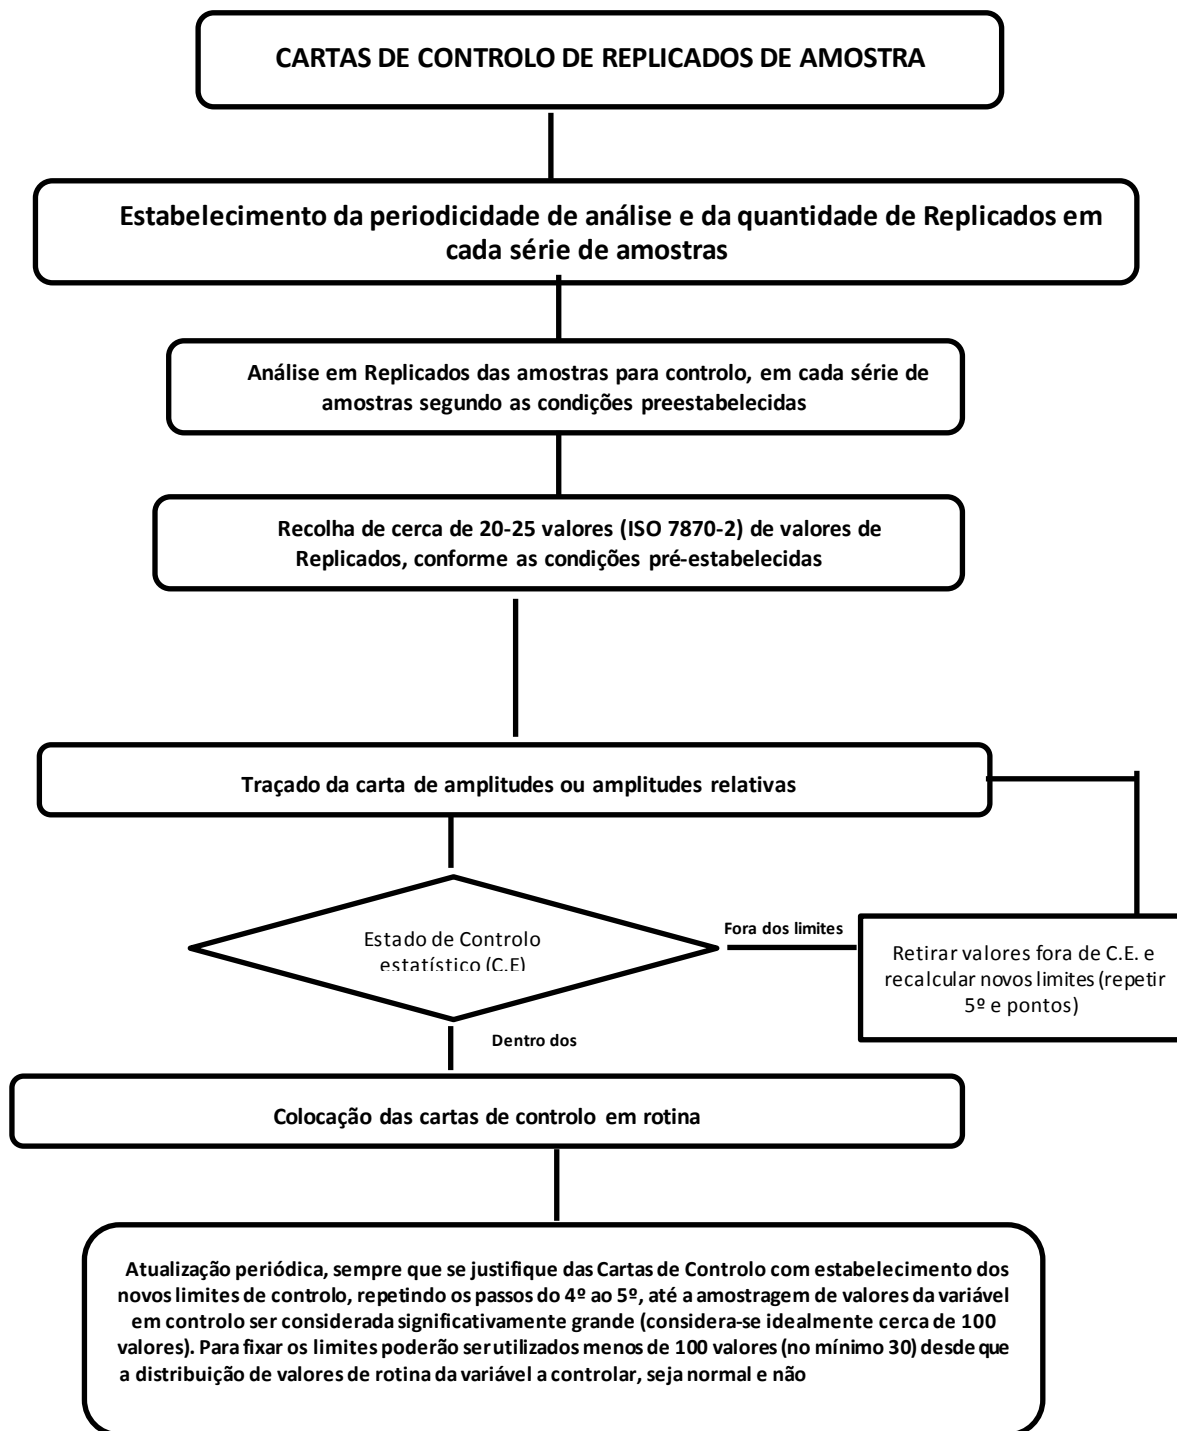 CARTAS DE CONTROLO DE REPLICADOS DE AMOSTRA
Estabelecimento da periodicidade de análise e da quantidade de Replicados em
cada série de amostras
Análise em Replicados das amostras para controlo, em cada série de
amostras segundo as condições preestabelecidas
Recolha de cerca de 20-25 valores (ISO 7870-2) de valores de
Replicados, conforme as condições pré-estabelecidas
Traçado da carta de amplitudes ou amplitudes relativas
Estado de Controlo
estatístico (C.E)
Fora dos limites
Retirar valores fora de C.E. e
recalcular novos limites (repetir
5º e pontos)
Dentro dos
Colocação das cartas de controlo em rotina
Atualização periódica, sempre que se justifique das Cartas de Controlo com estabelecimento dos
novos limites de controlo, repetindo os passos do 4º ao 5º, até a amostragem de valores da variável
em controlo ser considerada significativamente grande (considera-se idealmente cerca de 100
valores). Para fixar os limites poderão ser utilizados menos de 100 valores (no mínimo 30) desde que
a distribuição de valores de rotina da variável a controlar, seja normal e não